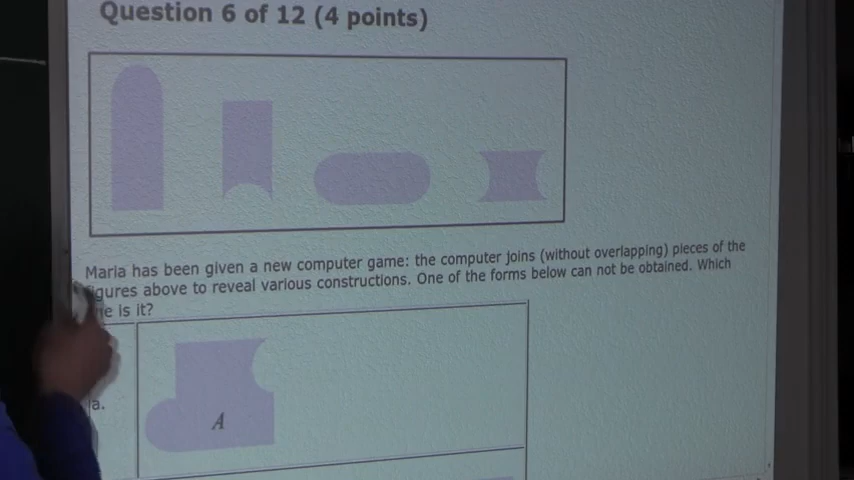 Question 6 of 12 (4 points)
Maria has been given a new computer game: the computer joins (without overlapping) pieces of the
figures above to reveal various constructions. One of the forms below can not be obtained. Which
is it?
a.
A